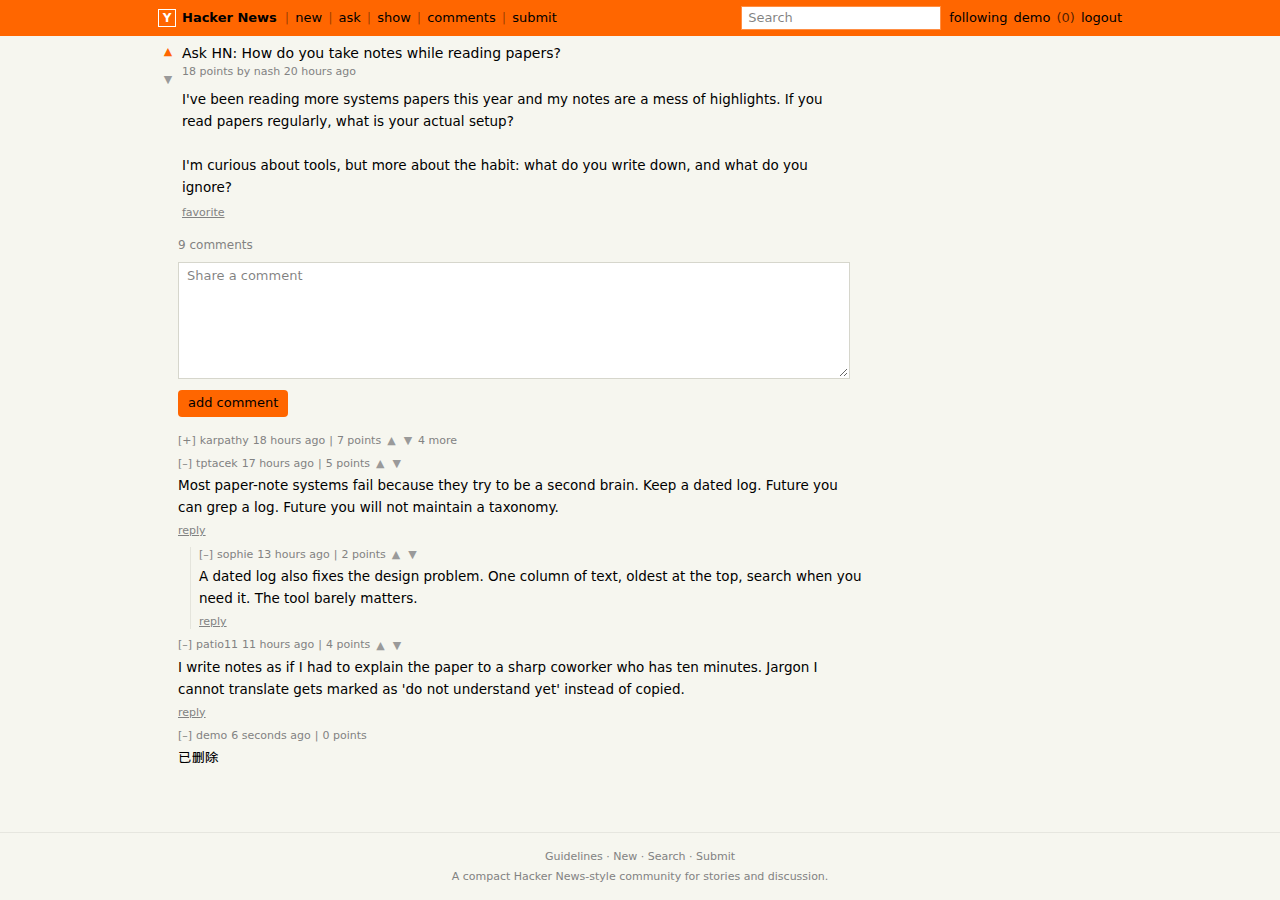 Y Hacker News | new | ask | show | comments | submit Search following demo (0) logout
▲ Ask HN: How do you take notes while reading papers?
▼ 18 points by nash 20 hours ago
I've been reading more systems papers this year and my notes are a mess of highlights. If you
read papers regularly, what is your actual setup?
I'm curious about tools, but more about the habit: what do you write down, and what do you
ignore?
favorite
9 comments
Share a comment
add comment
[+] karpathy 18 hours ago | 7 points ▲ ▼ 4 more
[–] tptacek 17 hours ago | 5 points ▲ ▼
Most paper-note systems fail because they try to be a second brain. Keep a dated log. Future you
can grep a log. Future you will not maintain a taxonomy.
reply
[–] sophie 13 hours ago | 2 points ▲ ▼
A dated log also fixes the design problem. One column of text, oldest at the top, search when you
need it. The tool barely matters.
reply
[–] patio11 11 hours ago | 4 points ▲ ▼
I write notes as if I had to explain the paper to a sharp coworker who has ten minutes. Jargon I
cannot translate gets marked as 'do not understand yet' instead of copied.
reply
[–] demo 6 seconds ago | 0 points
已删除
Guidelines · New · Search · Submit
A compact Hacker News-style community for stories and discussion.